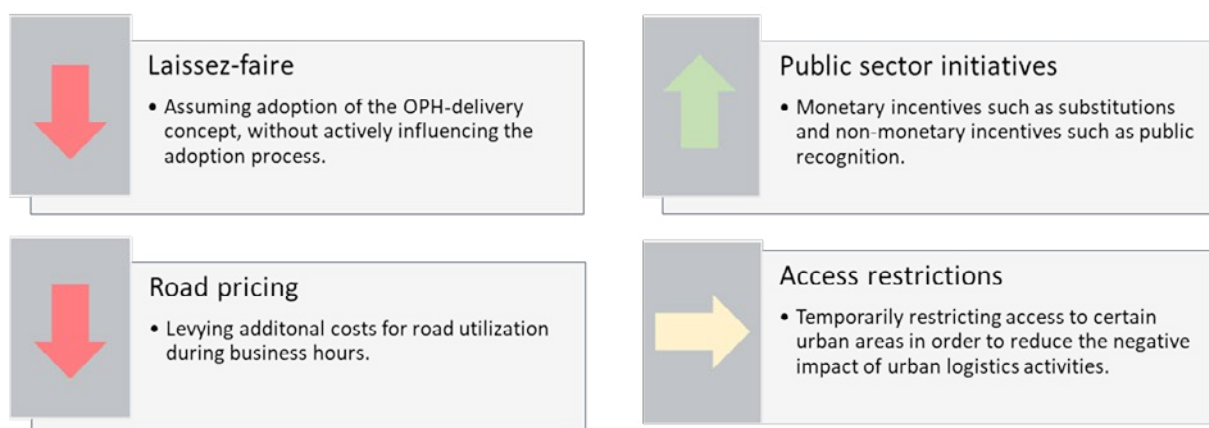 Laissez-faire
• Assuming adoption of the OPH-delivery
concept, without actively influencing the
adoption process.
Public sector initiatives
• Monetary incentives such as substitutions
and non-monetary incentives such as public
recognition.
Road pricing
• Levying additonal costs for road utilization
during business hours.
Access restrictions
• Temporarily restricting access to certain
urban areas in order to reduce the negative
impact of urban logistics activities.